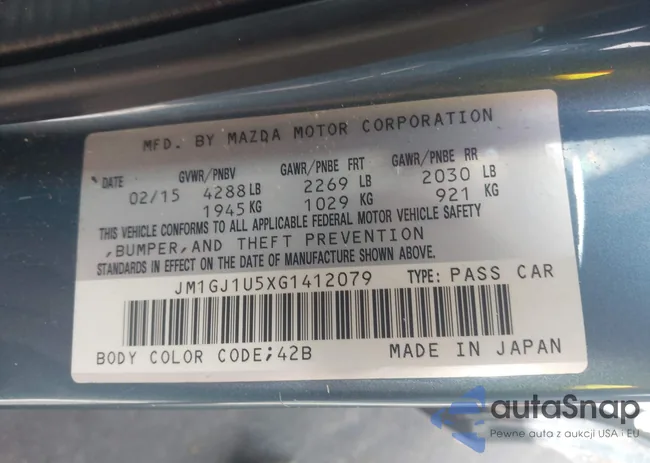 MFD. BY MAZDA MOTOR CORPORATION
DATE GVWR/PNBV GAWR/PNBE FRT GAWR/PNBE RR
02/15 4288 LB 2269 LB 2030 LB
1945 KG 1029 KG 921 KG
THIS VEHICLE CONFORMS TO ALL APPLICABLE FEDERAL MOTOR VEHICLE SAFETY
,BUMPER,AND THEFT PREVENTION
STANDARDS IN EFFECT ON THE DATE OF MANUFACTURE SHOWN ABOVE.
JM1GJ1U5XG1412079 TYPE: PASS CAR
BODY COLOR CODE;42B MADE IN JAPAN
autaSnap
Pewne auta z aukcji USA i EU